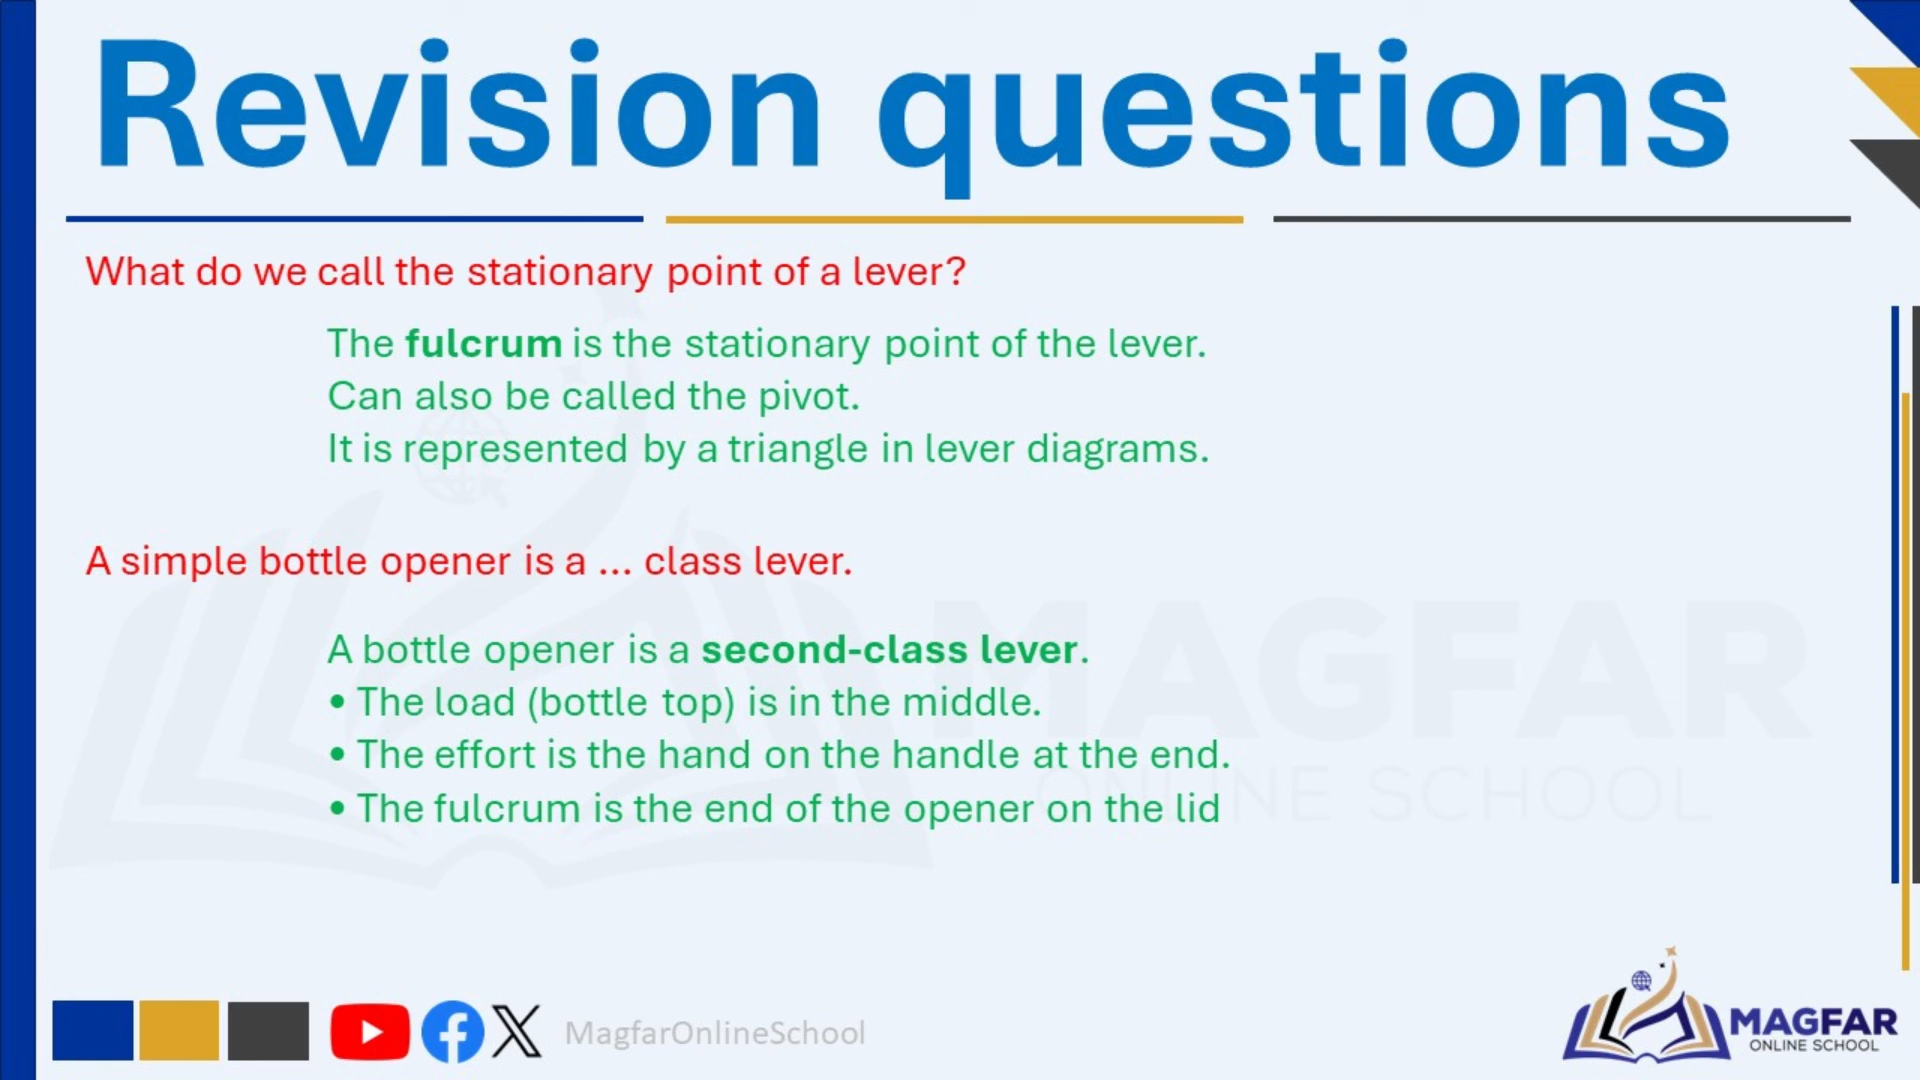 Revision questions
What do we call the stationary point of a lever?
The fulcrum is the stationary point of the lever.
Can also be called the pivot.
It is represented by a triangle in lever diagrams.
A simple bottle opener is a ... class lever.
A bottle opener is a second-class lever.
• The load (bottle top) is in the middle.
• The effort is the hand on the handle at the end.
• The fulcrum is the end of the opener on the lid
MAGFAR
ONLINE SCHOOL
MagfarOnlineSchool
MAGFAR
ONLINE SCHOOL